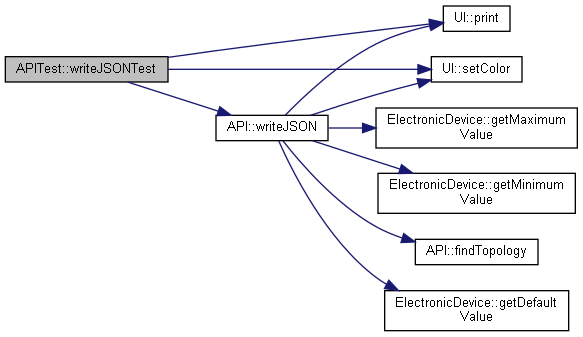 UI::print
APITest::writeJSONTest
UI::setColor
API::writeJSON
ElectronicDevice::getMaximum
Value
ElectronicDevice::getMinimum
Value
API::findTopology
ElectronicDevice::getDefault
Value